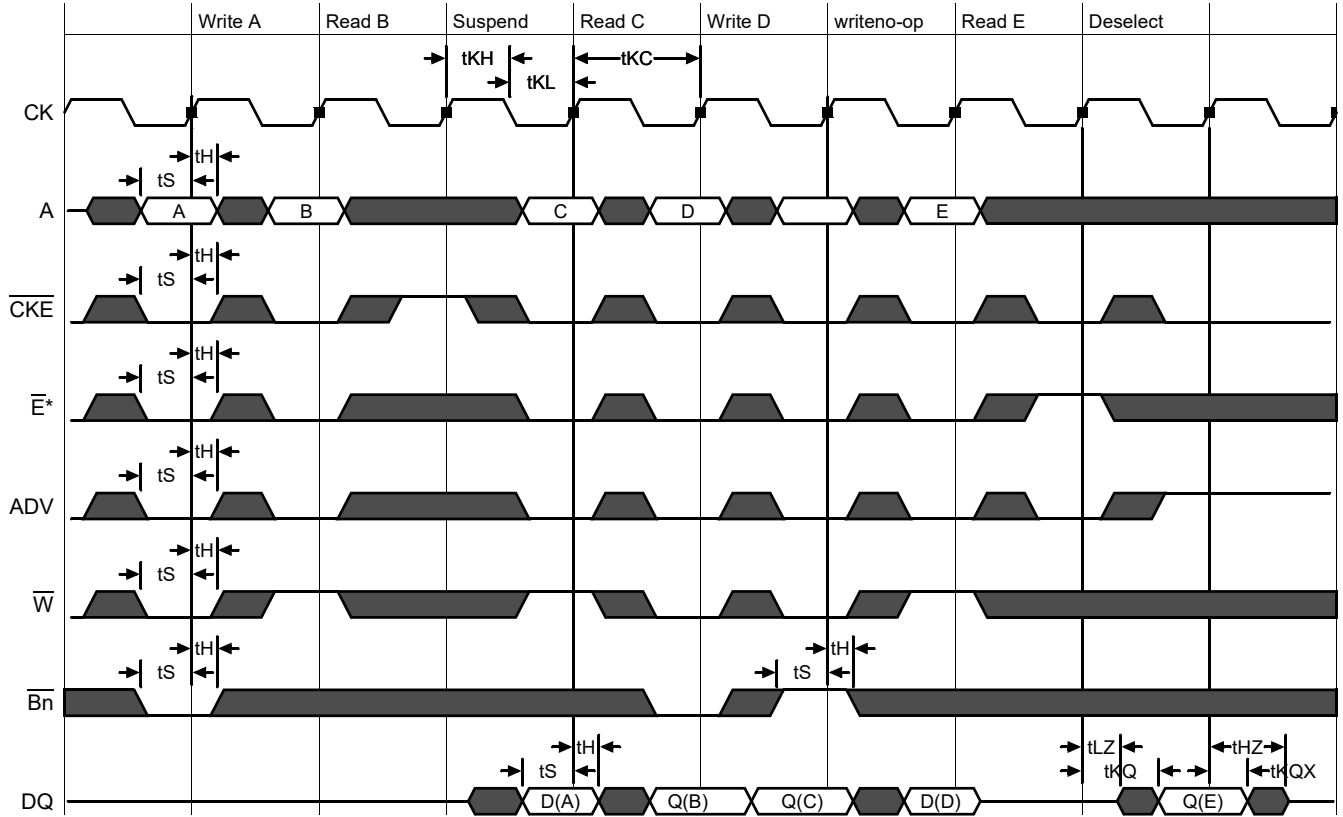 Write A Read B Suspend Read C Write D writeno-op Read E Deselect
tKH tKC
tKL
CK
tH
tS
A A B C D E
tH
tS
CKE
tH
tS
E*
tH
tS
ADV
tH
tS
W
tH tH
tS tS
Bn
tH tLZ tHZ
tS tKQ tKQX
DQ D(A) Q(B) Q(C) D(D) Q(E)